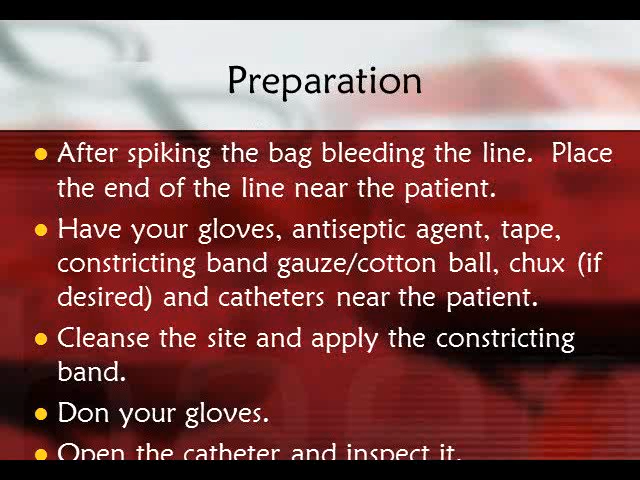 Preparation
• After spiking the bag bleeding the line.  Place
the end of the line near the patient.
• Have your gloves, antiseptic agent, tape,
constricting band gauze/cotton ball, chux (if
desired) and catheters near the patient.
• Cleanse the site and apply the constricting
band.
• Don your gloves.
• Open the catheter and inspect it.